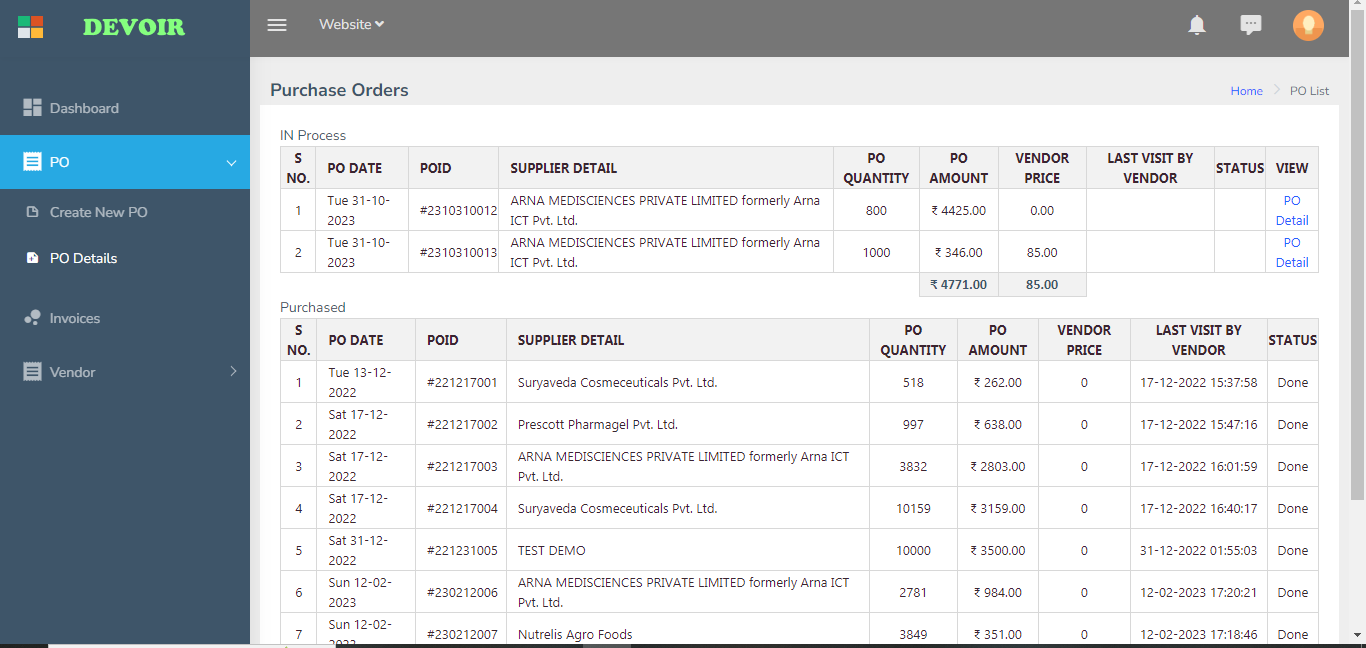 DEVOIR
Website
Dashboard
PO
Create New PO
PO Details
Invoices
Vendor
Purchase Orders
Home
PO List
IN Process
S NO. PO DATE POID SUPPLIER DETAIL PO QUANTITY PO AMOUNT VENDOR PRICE LAST VISIT BY VENDOR STATUS VIEW
1 Tue 31-10-2023 #2310310012 ARNA MEDISCIENCES PRIVATE LIMITED formerly Arna ICT Pvt. Ltd. 800 ₹ 4425.00 0.00 PO Detail
2 Tue 31-10-2023 #2310310013 ARNA MEDISCIENCES PRIVATE LIMITED formerly Arna ICT Pvt. Ltd. 1000 ₹ 346.00 85.00 PO Detail
₹ 4771.00 85.00
Purchased
S NO. PO DATE POID SUPPLIER DETAIL PO QUANTITY PO AMOUNT VENDOR PRICE LAST VISIT BY VENDOR STATUS
1 Tue 13-12-2022 #221217001 Suryaveda Cosmeceuticals Pvt. Ltd. 518 ₹ 262.00 0 17-12-2022 15:37:58 Done
2 Sat 17-12-2022 #221217002 Prescott Pharmagel Pvt. Ltd. 997 ₹ 638.00 0 17-12-2022 15:47:16 Done
3 Sat 17-12-2022 #221217003 ARNA MEDISCIENCES PRIVATE LIMITED formerly Arna ICT Pvt. Ltd. 3832 ₹ 2803.00 0 17-12-2022 16:01:59 Done
4 Sat 17-12-2022 #221217004 Suryaveda Cosmeceuticals Pvt. Ltd. 10159 ₹ 3159.00 0 17-12-2022 16:40:17 Done
5 Sat 31-12-2022 #221231005 TEST DEMO 10000 ₹ 3500.00 0 31-12-2022 01:55:03 Done
6 Sun 12-02-2023 #230212006 ARNA MEDISCIENCES PRIVATE LIMITED formerly Arna ICT Pvt. Ltd. 2781 ₹ 984.00 0 12-02-2023 17:20:21 Done
7 Sun 12-02-2023 #230212007 Nutrelis Agro Foods 3849 ₹ 351.00 0 12-02-2023 17:18:46 Done